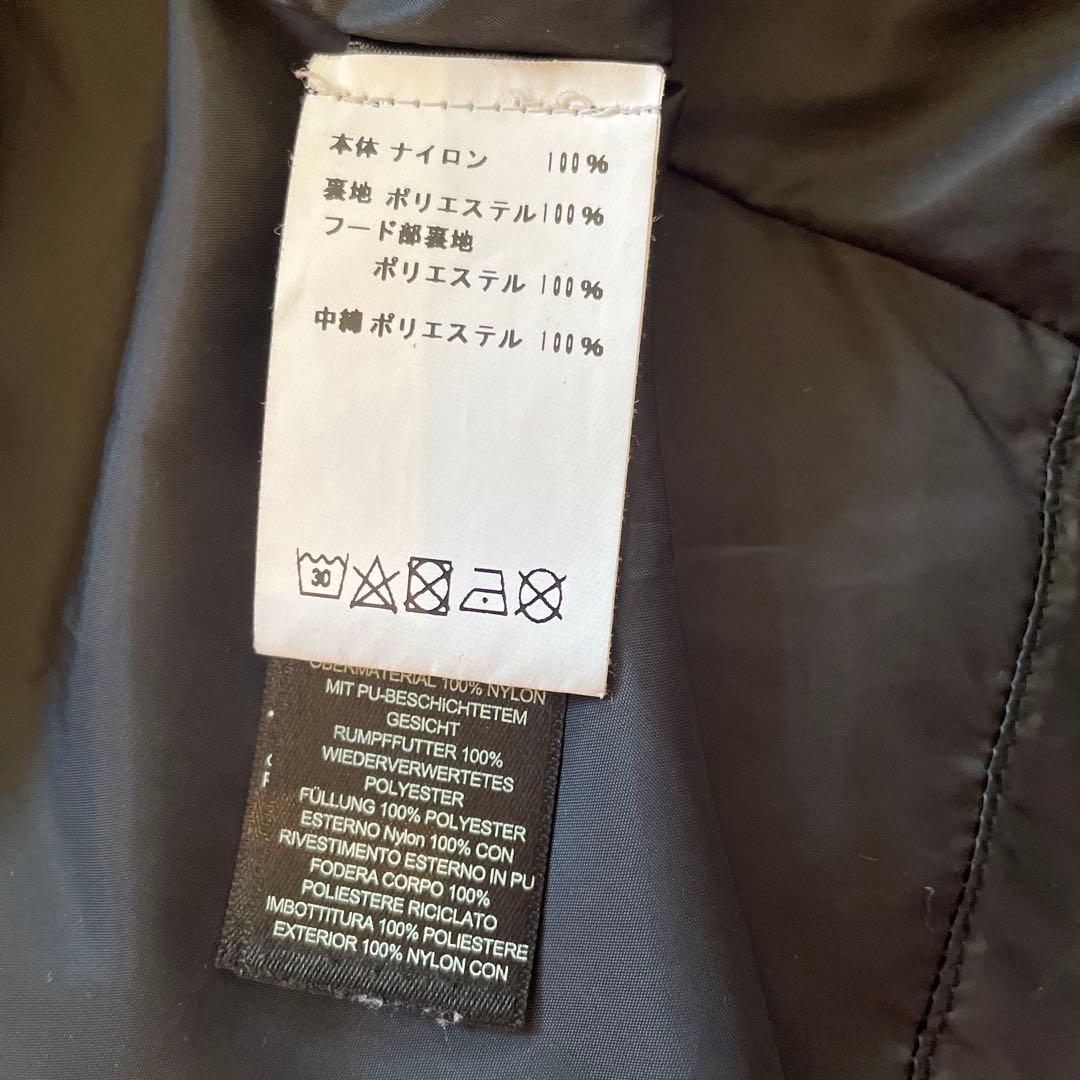 本体 ナイロン 100%
裏地 ポリエステル100%
フード部裏地
ポリエステル 100%
中綿 ポリエステル 100%
30
OBERMATERIAL 100% NYLON
MIT PU-BESCHICHTETEM
GESICHT
RUMPFFUTTER 100%
WIEDERVERWERTETES
POLYESTER
FÜLLUNG 100% POLYESTER
ESTERNO Nylon 100% CON
RIVESTIMENTO ESTERNO IN PU
FODERA CORPO 100%
POLIESTERE RICICLATO
IMBOTTITURA 100% POLIESTERE
EXTERIOR 100% NYLON CON